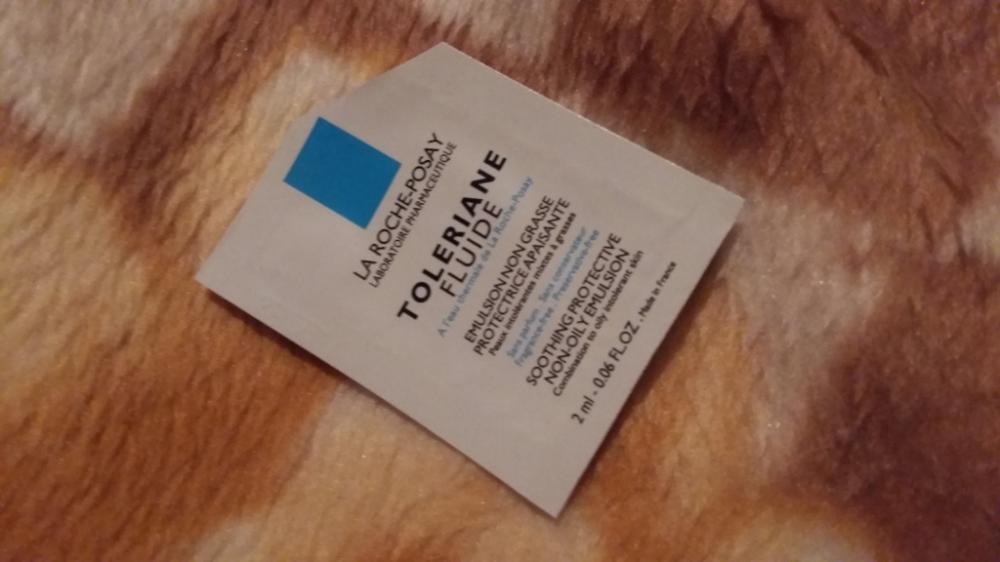 LA ROCHE-POSAY
LABORATOIRE PHARMACEUTIQUE
TOLERIANE
FLUIDE
A l'eau thermale de La Roche-Posay
EMULSION NON GRASSE
PROTECTRICE APAISANTE
Peaux intolérantes mixtes à grasses
Sans parfum . Sans conservateur
Fragrance-free . Preservative-free
SOOTHING PROTECTIVE
NON-OILY EMULSION
Combination to oily intolerant skin
2 ml - 0.06 FL.OZ - Made in France